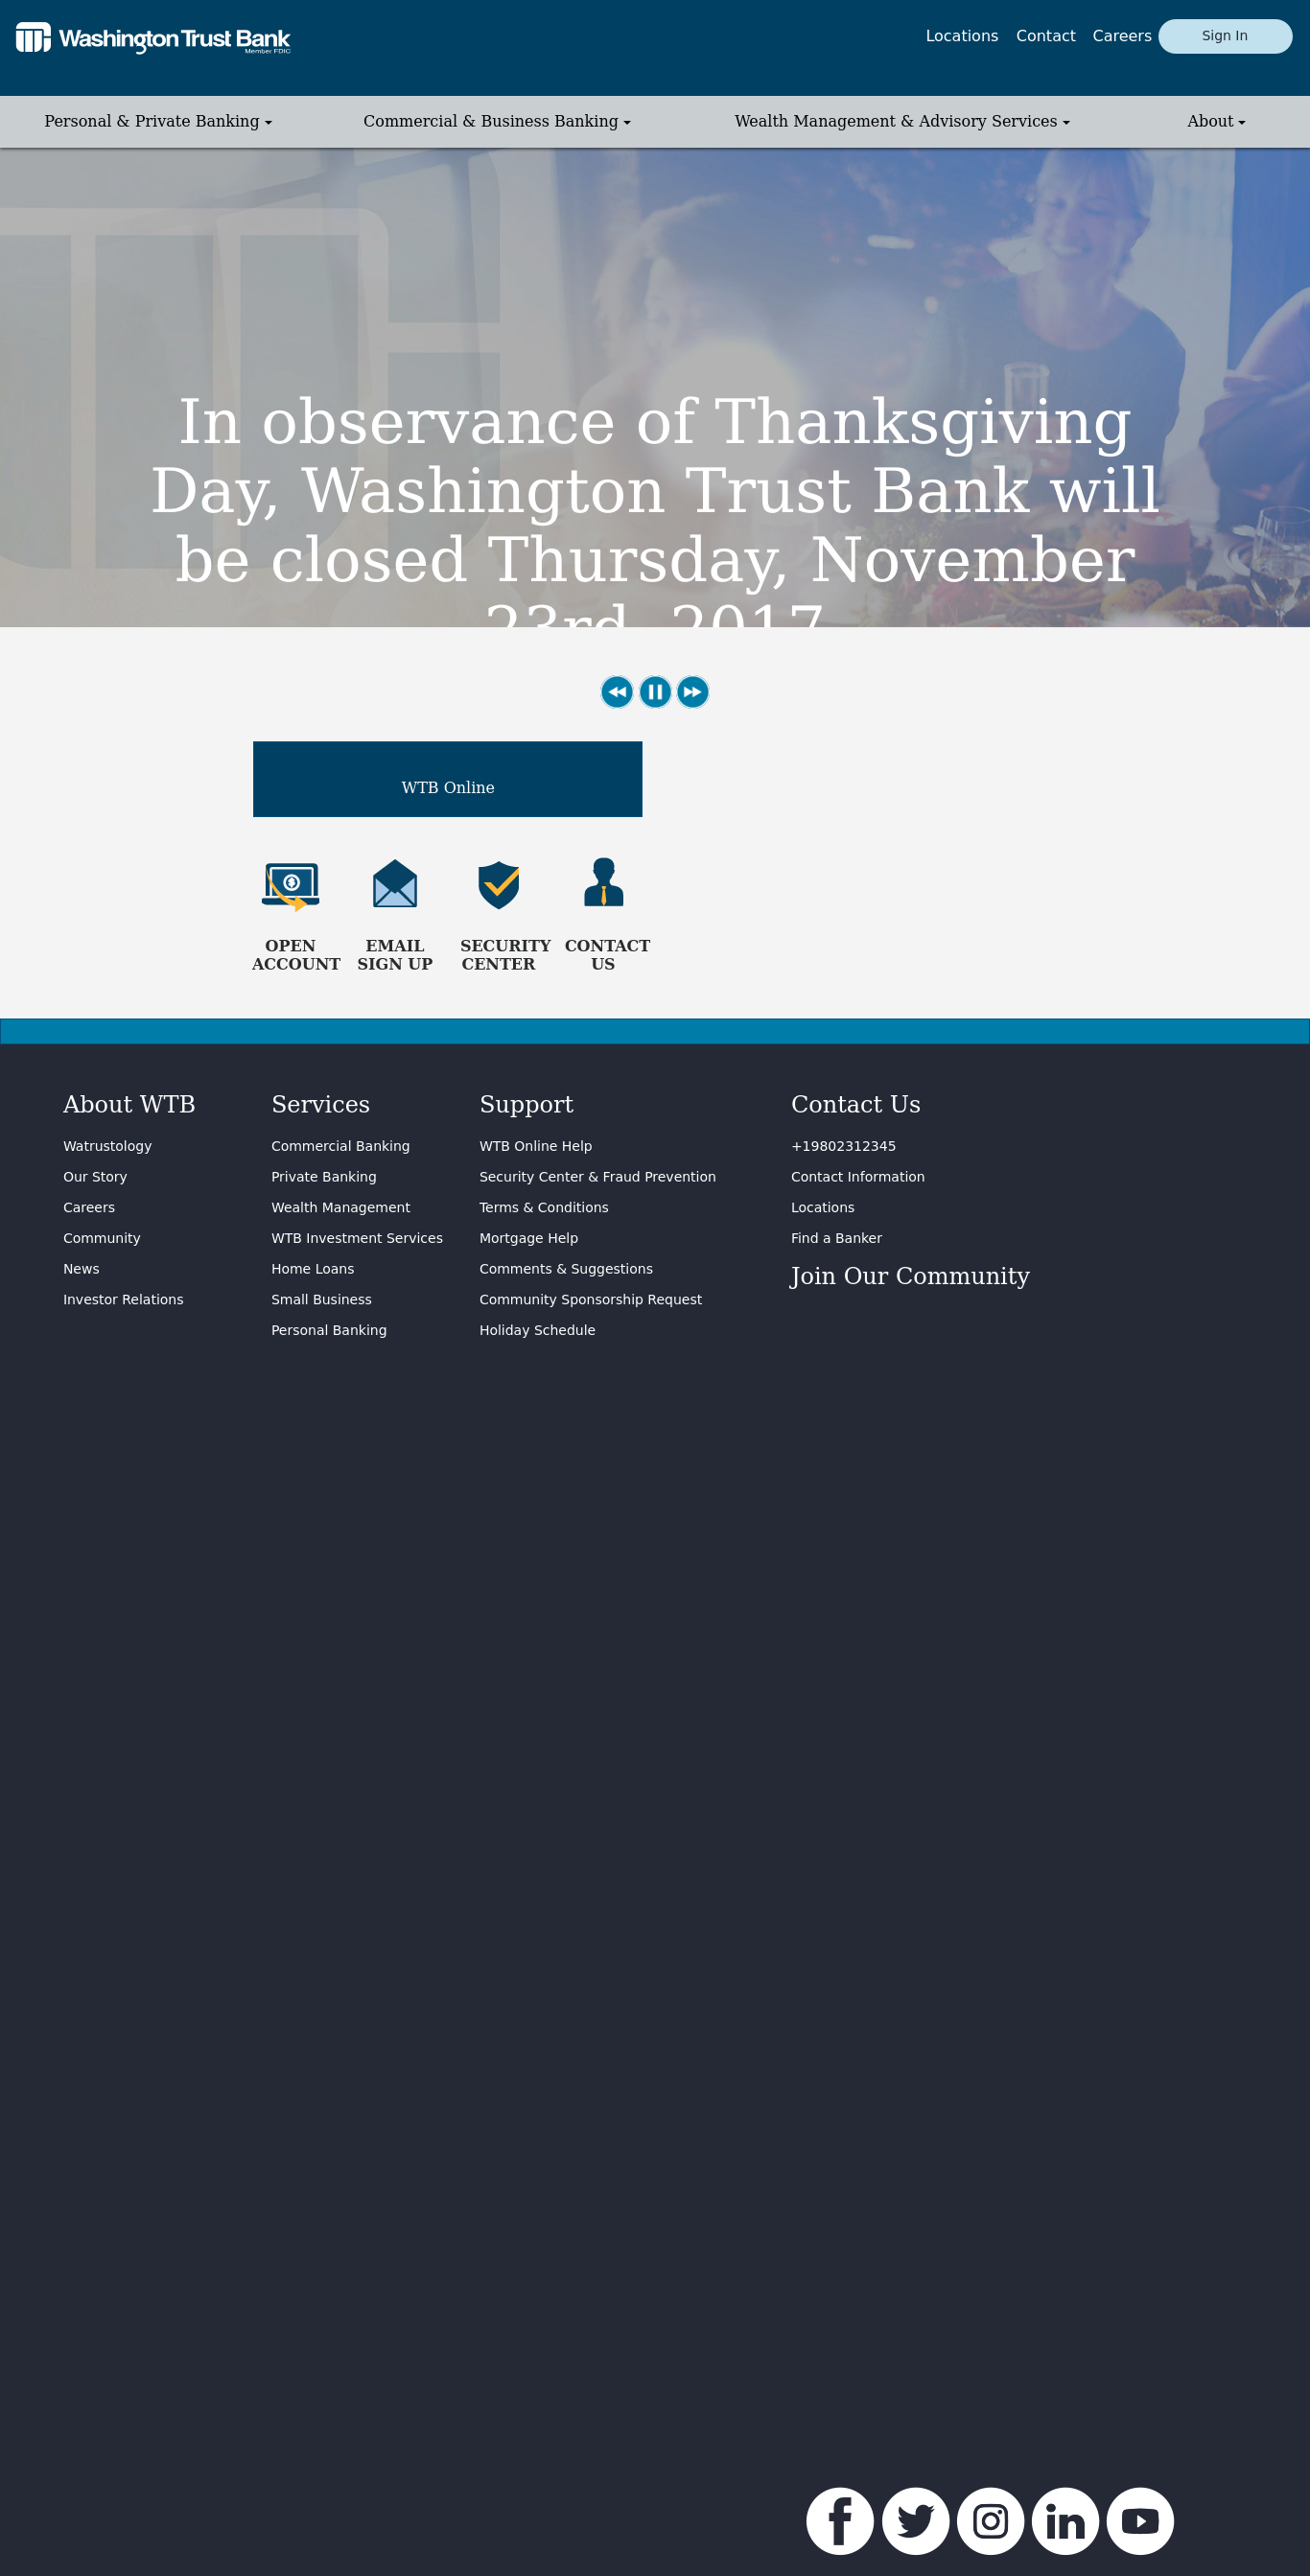 Washington Trust Bank
Member FDIC
Locations Contact Careers Sign In
Personal & Private Banking Commercial & Business Banking Wealth Management & Advisory Services About
In observance of Thanksgiving
Day, Washington Trust Bank will
be closed Thursday, November
23rd, 2017
WTB Online
OPEN
ACCOUNT
EMAIL
SIGN UP
SECURITY
CENTER
CONTACT
US
About WTB
Watrustology
Our Story
Careers
Community
News
Investor Relations
Services
Commercial Banking
Private Banking
Wealth Management
WTB Investment Services
Home Loans
Small Business
Personal Banking
Support
WTB Online Help
Security Center & Fraud Prevention
Terms & Conditions
Mortgage Help
Comments & Suggestions
Community Sponsorship Request
Holiday Schedule
Contact Us
+19802312345
Contact Information
Locations
Find a Banker
Join Our Community